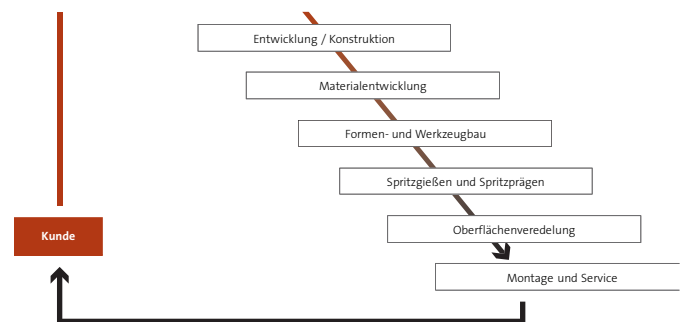 Entwicklung / Konstruktion
Materialentwicklung
Formen- und Werkzeugbau
Spritzgießen und Spritzprägen
Oberflächenveredelung
Kunde
Montage und Service